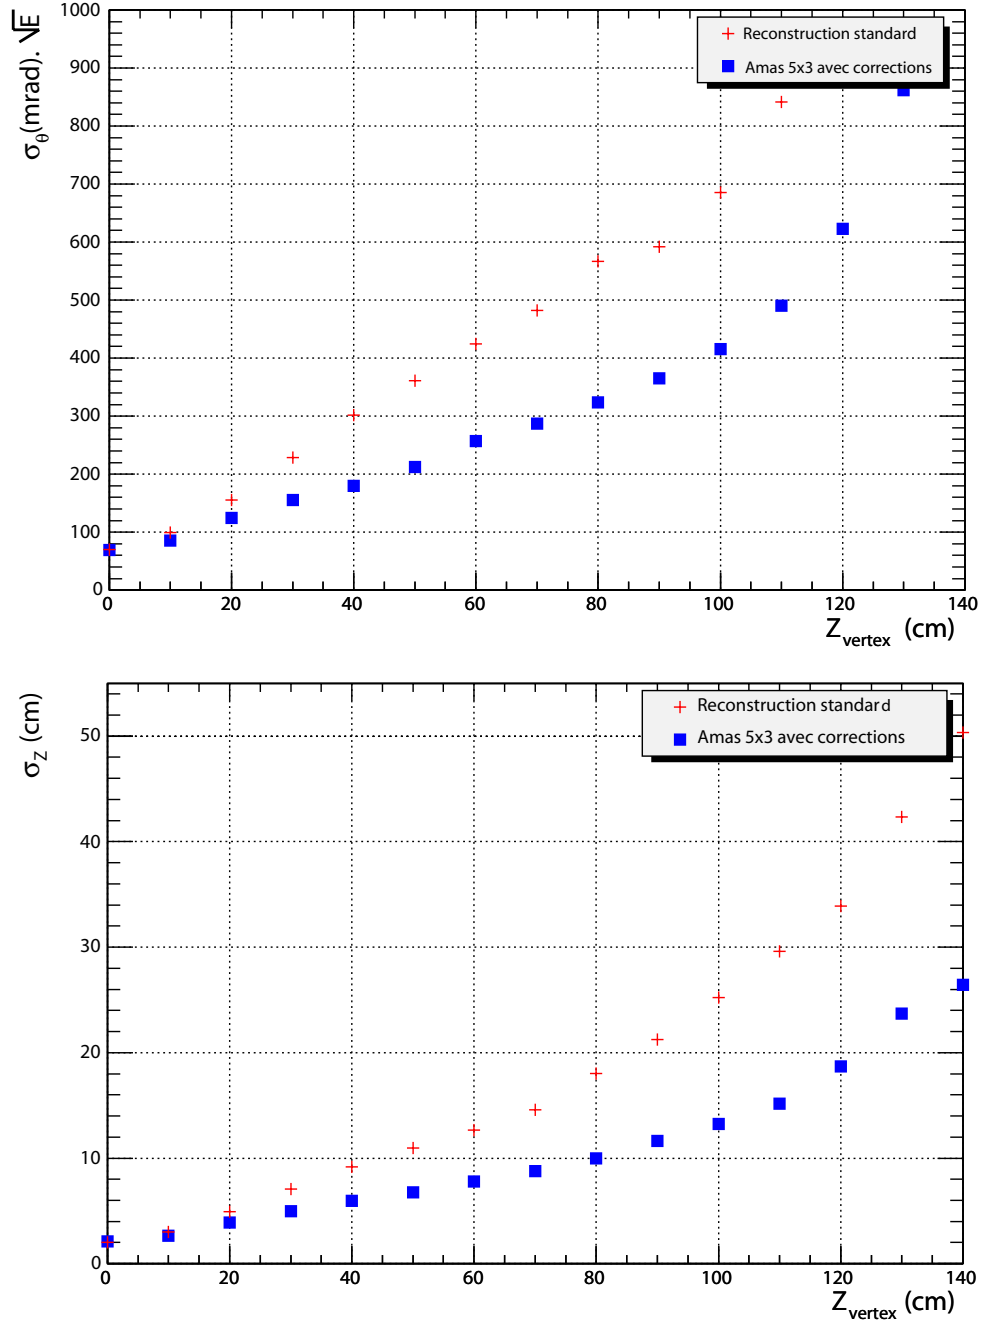 σθ(mrad). √E
1000
900
800
700
600
500
400
300
200
100
0
Reconstruction standard
Amas 5x3 avec corrections
0 20 40 60 80 100 120 140
Zvertex (cm)
σZ (cm)
50
40
30
20
10
0
Reconstruction standard
Amas 5x3 avec corrections
0 20 40 60 80 100 120 140
Zvertex (cm)